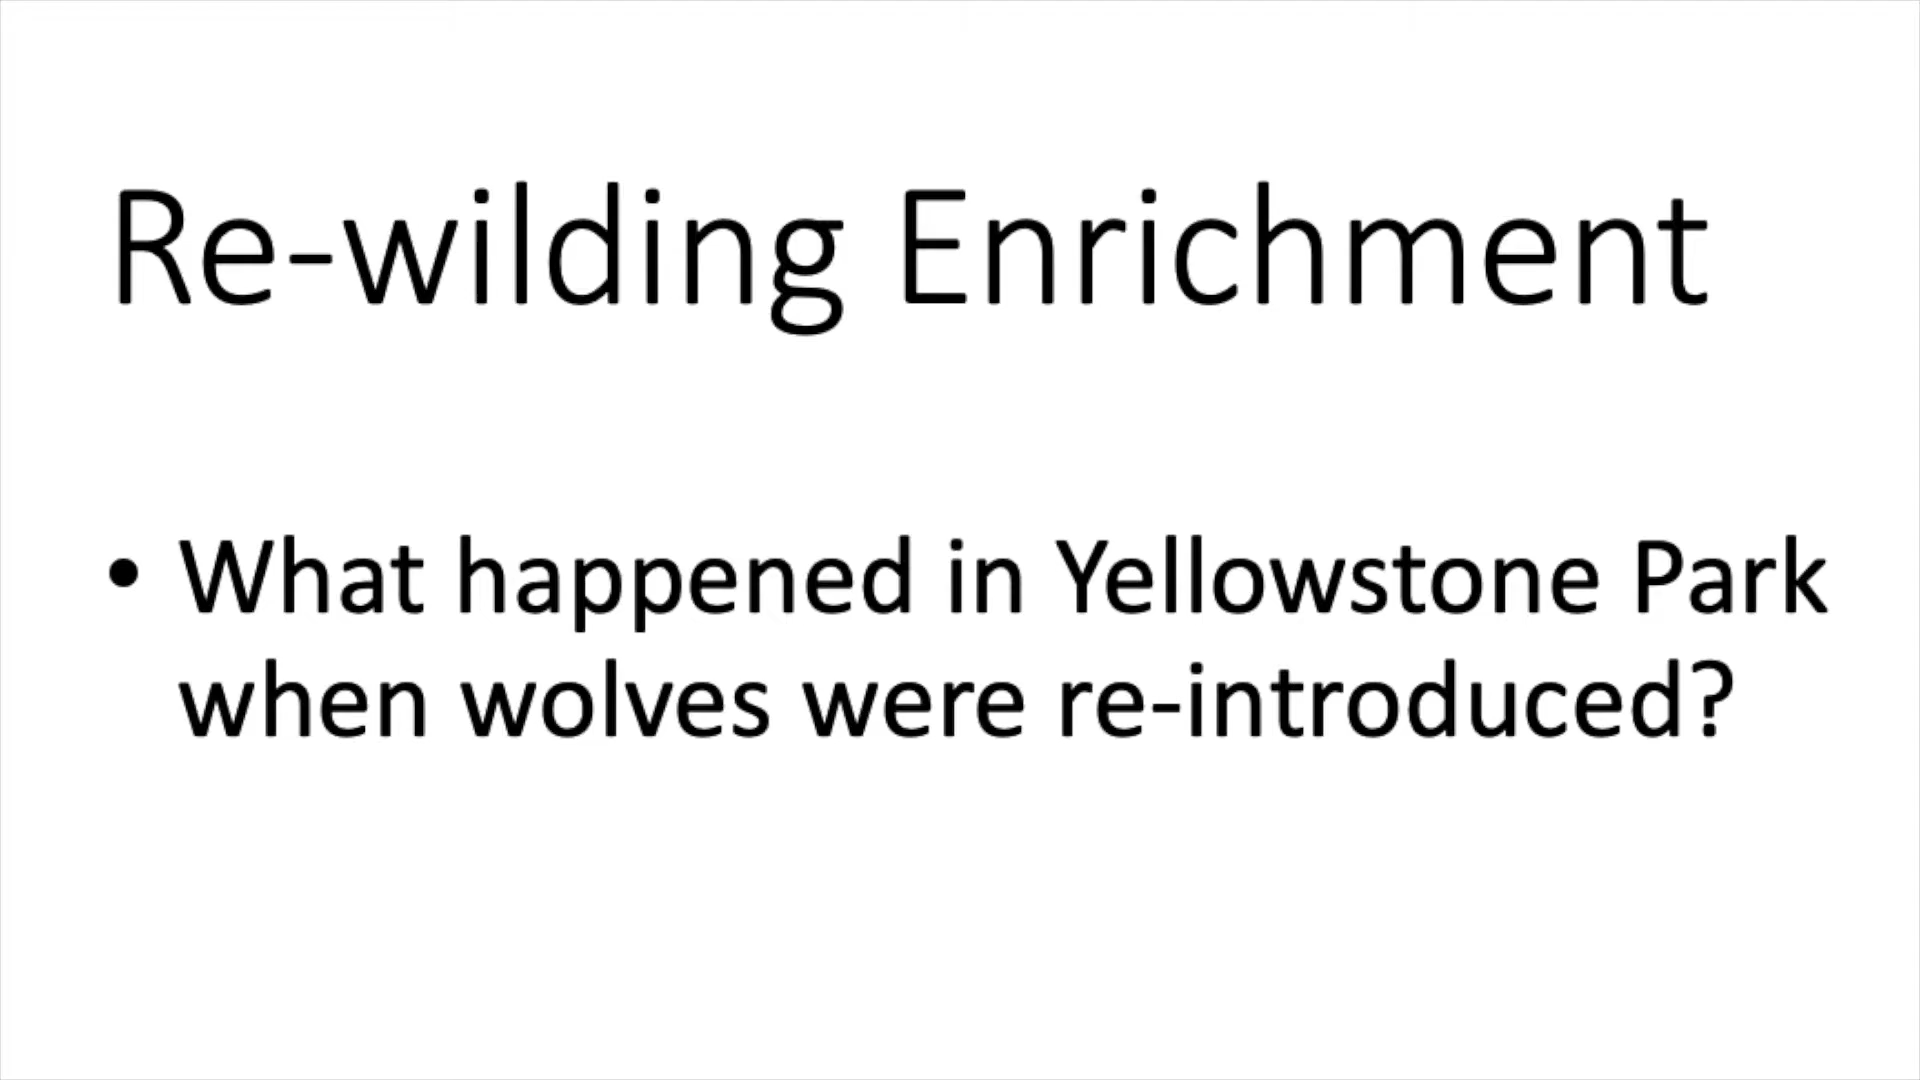 Re-wilding Enrichment
• What happened in Yellowstone Park
when wolves were re-introduced?